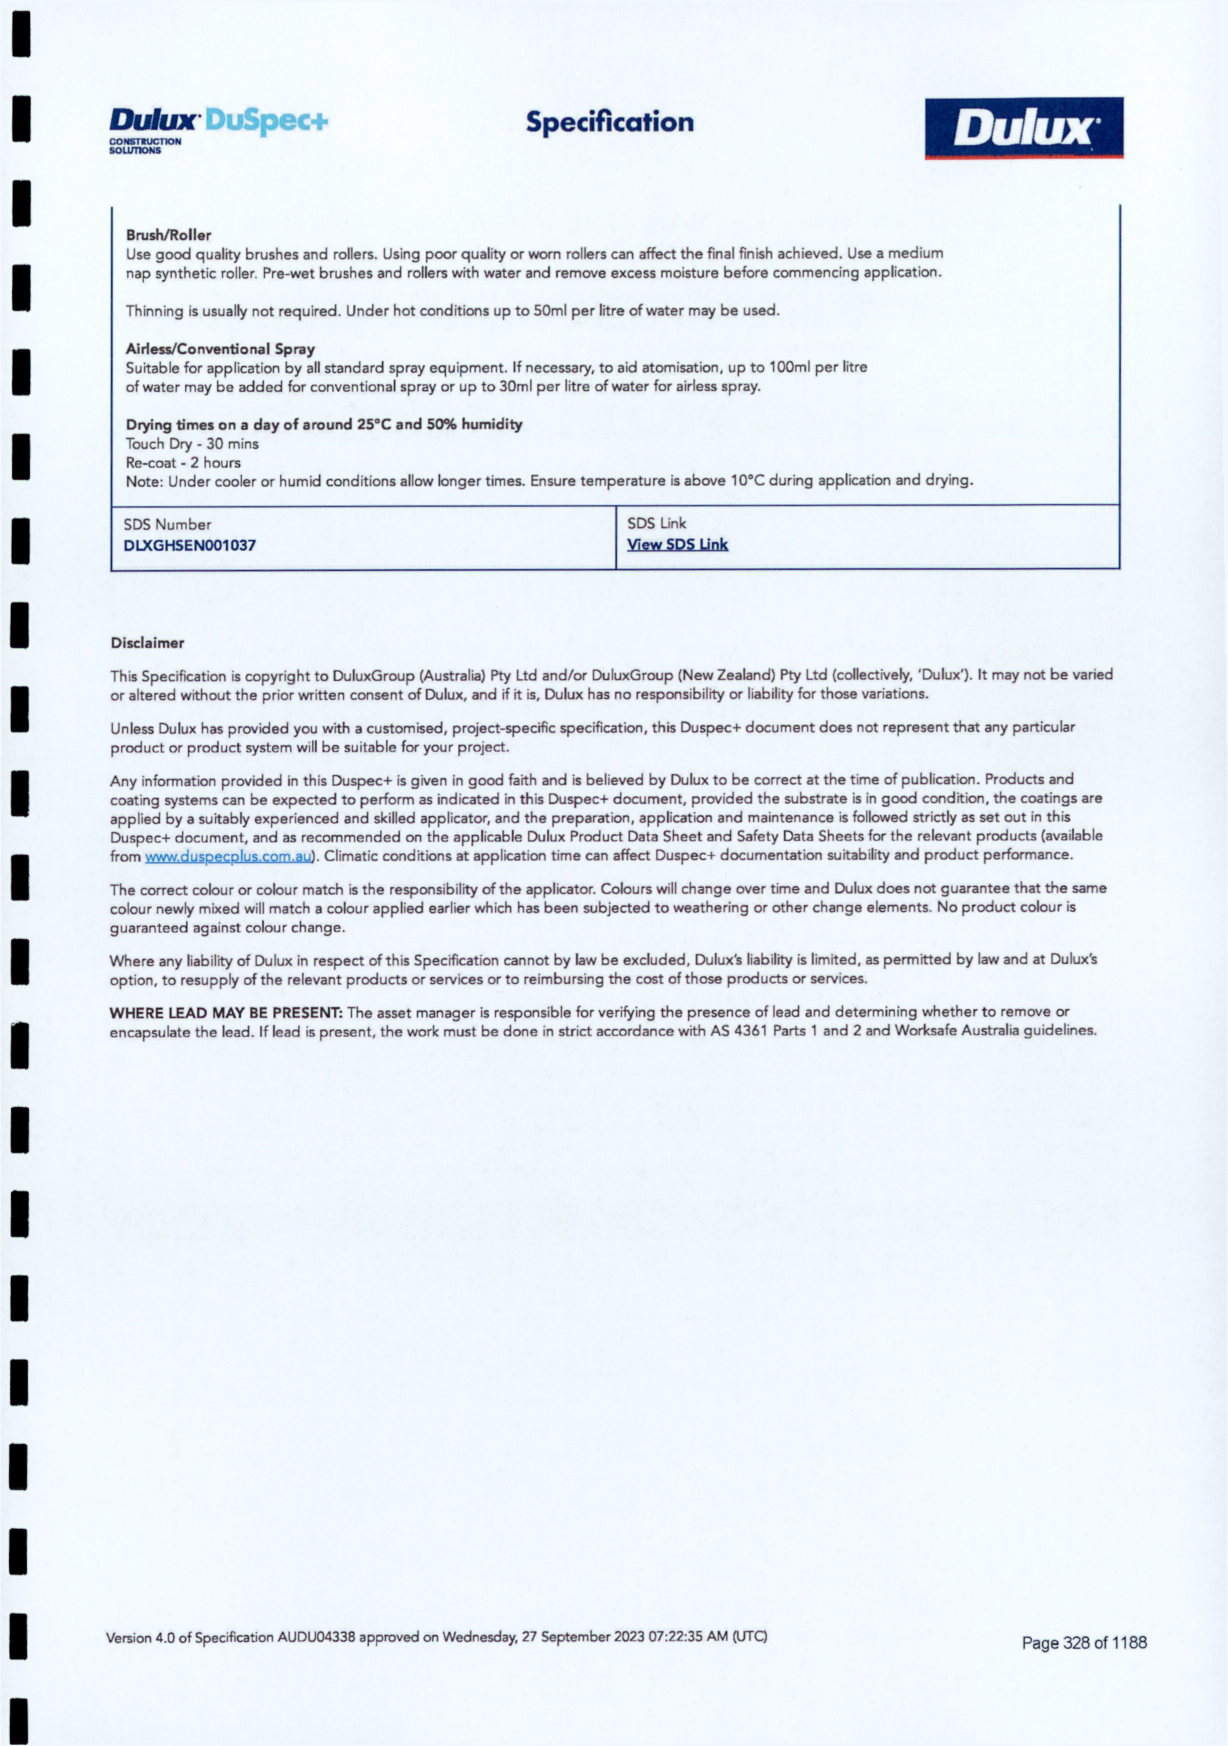 Dulux DuSpec+
CONSTRUCTION
SOLUTIONS
Specification
Dulux
Brush/Roller
Use good quality brushes and rollers. Using poor quality or worn rollers can affect the final finish achieved. Use a medium
nap synthetic roller. Pre-wet brushes and rollers with water and remove excess moisture before commencing application.
Thinning is usually not required. Under hot conditions up to 50ml per litre of water may be used.
Airless/Conventional Spray
Suitable for application by all standard spray equipment. If necessary, to aid atomisation, up to 100ml per litre
of water may be added for conventional spray or up to 30ml per litre of water for airless spray.
Drying times on a day of around 25°C and 50% humidity
Touch Dry - 30 mins
Re-coat - 2 hours
Note: Under cooler or humid conditions allow longer times. Ensure temperature is above 10°C during application and drying.
SDS Number
DLXGHSEN001037
SDS Link
View SDS Link
Disclaimer
This Specification is copyright to DuluxGroup (Australia) Pty Ltd and/or DuluxGroup (New Zealand) Pty Ltd (collectively, ‘Dulux’). It may not be varied
or altered without the prior written consent of Dulux, and if it is, Dulux has no responsibility or liability for those variations.
Unless Dulux has provided you with a customised, project-specific specification, this Duspec+ document does not represent that any particular
product or product system will be suitable for your project.
Any information provided in this Duspec+ is given in good faith and is believed by Dulux to be correct at the time of publication. Products and
coating systems can be expected to perform as indicated in this Duspec+ document, provided the substrate is in good condition, the coatings are
applied by a suitably experienced and skilled applicator, and the preparation, application and maintenance is followed strictly as set out in this
Duspec+ document, and as recommended on the applicable Dulux Product Data Sheet and Safety Data Sheets for the relevant products (available
from www.duspecplus.com.au). Climatic conditions at application time can affect Duspec+ documentation suitability and product performance.
The correct colour or colour match is the responsibility of the applicator. Colours will change over time and Dulux does not guarantee that the same
colour newly mixed will match a colour applied earlier which has been subjected to weathering or other change elements. No product colour is
guaranteed against colour change.
Where any liability of Dulux in respect of this Specification cannot by law be excluded, Dulux’s liability is limited, as permitted by law and at Dulux’s
option, to resupply of the relevant products or services or to reimbursing the cost of those products or services.
WHERE LEAD MAY BE PRESENT: The asset manager is responsible for verifying the presence of lead and determining whether to remove or
encapsulate the lead. If lead is present, the work must be done in strict accordance with AS 4361 Parts 1 and 2 and Worksafe Australia guidelines.
Version 4.0 of Specification AUDU04338 approved on Wednesday, 27 September 2023 07:22:35 AM (UTC)
Page 328 of 1188